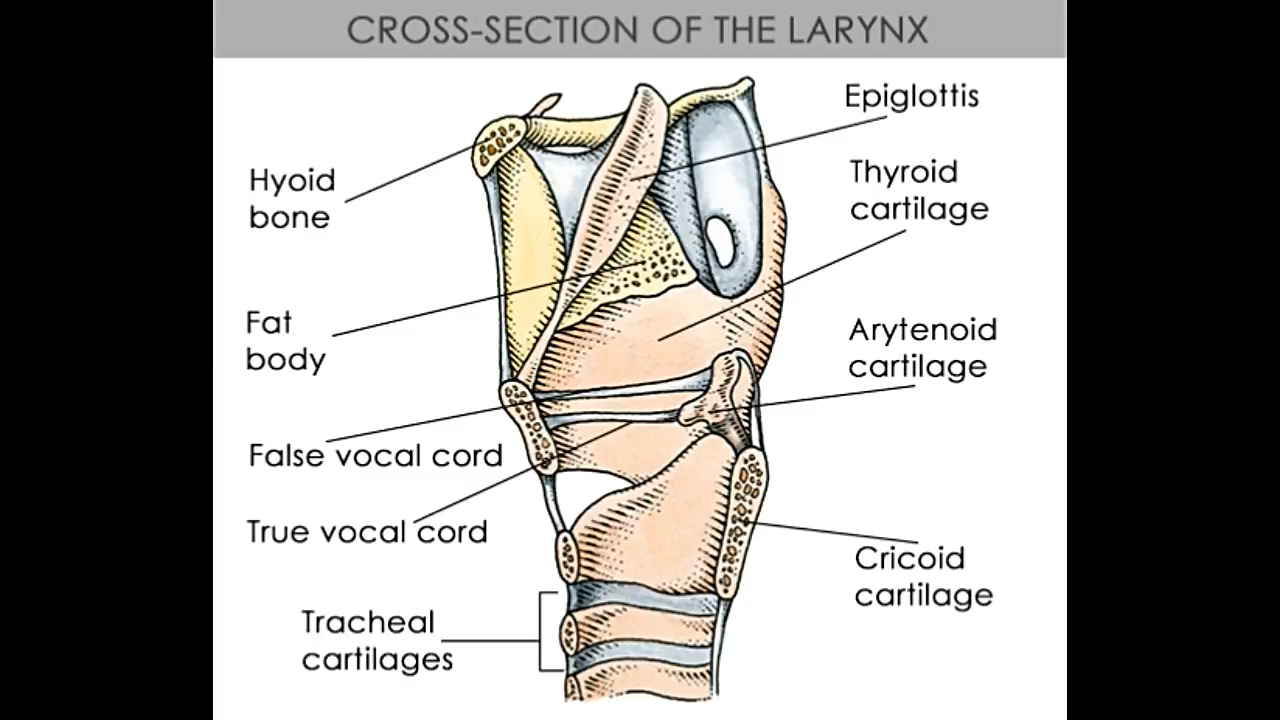 CROSS-SECTION OF THE LARYNX
Epiglottis
Hyoid
bone
Thyroid
cartilage
Fat
body
Arytenoid
cartilage
False vocal cord
True vocal cord
Cricoid
cartilage
Tracheal
cartilages